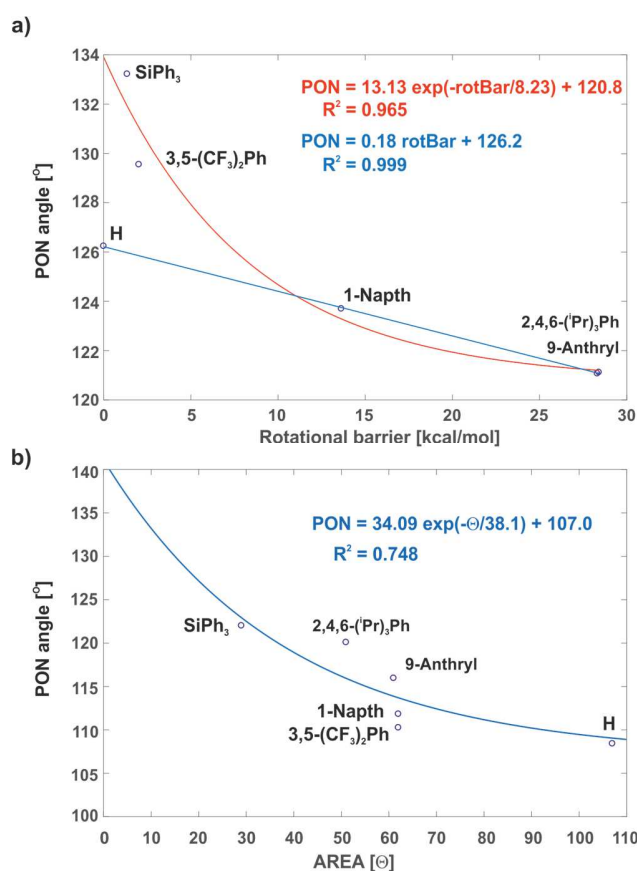 a)
134
132
130
128
126
124
122
120
PON angle [°]
SiPh₃
3,5-(CF₃)₂Ph
H
1-Napth
2,4,6-(ⁱPr)₃Ph
9-Anthryl
PON = 13.13 exp(-rotBar/8.23) + 120.8
R² = 0.965
PON = 0.18 rotBar + 126.2
R² = 0.999
0 5 10 15 20 25 30
Rotational barrier [kcal/mol]
b)
140
135
130
125
120
115
110
105
100
PON angle [°]
PON = 34.09 exp(-Θ/38.1) + 107.0
R² = 0.748
SiPh₃
2,4,6-(ⁱPr)₃Ph
9-Anthryl
1-Napth
3,5-(CF₃)₂Ph
H
0 10 20 30 40 50 60 70 80 90 100 110
AREA [Θ]